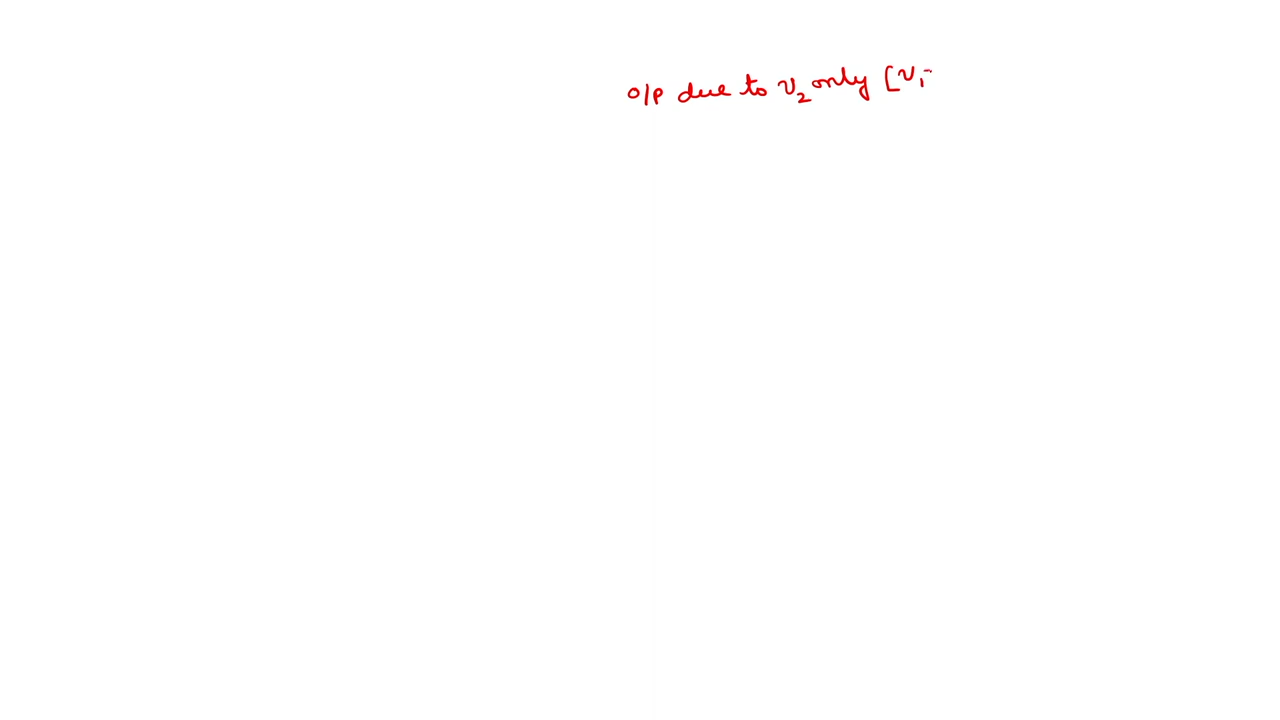 o/p due to v₂ only [v₁-